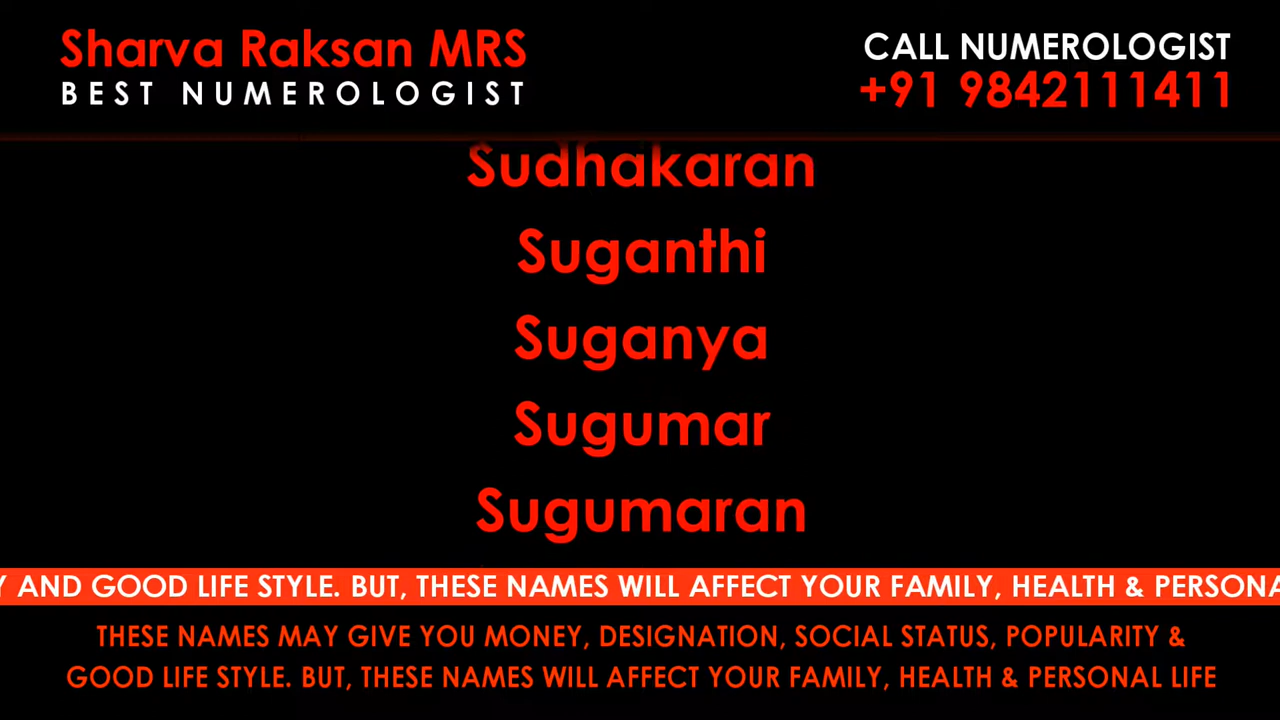 Sharva Raksan MRS
BEST NUMEROLOGIST
CALL NUMEROLOGIST
+91 9842111411
Sudhakaran
Suganthi
Suganya
Sugumar
Sugumaran
Y AND GOOD LIFE STYLE. BUT, THESE NAMES WILL AFFECT YOUR FAMILY, HEALTH & PERSONA
THESE NAMES MAY GIVE YOU MONEY, DESIGNATION, SOCIAL STATUS, POPULARITY &
GOOD LIFE STYLE. BUT, THESE NAMES WILL AFFECT YOUR FAMILY, HEALTH & PERSONAL LIFE